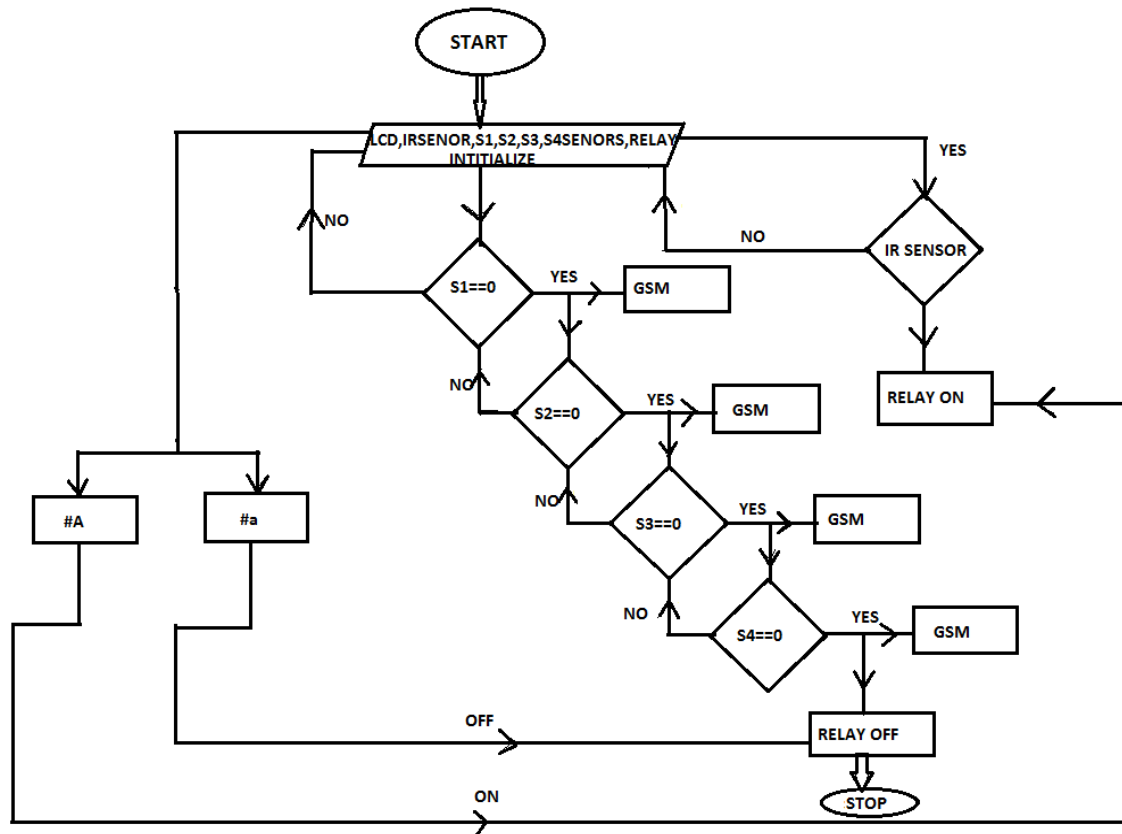 START
LCD,IRSENOR,S1,S2,S3,S4SENORS,RELAY
INTITIALIZE
YES
NO
NO
IR SENSOR
S1==0
YES
GSM
NO
RELAY ON
S2==0
YES
GSM
NO
#A
#a
S3==0
YES
GSM
NO
S4==0
YES
GSM
OFF
RELAY OFF
ON
STOP